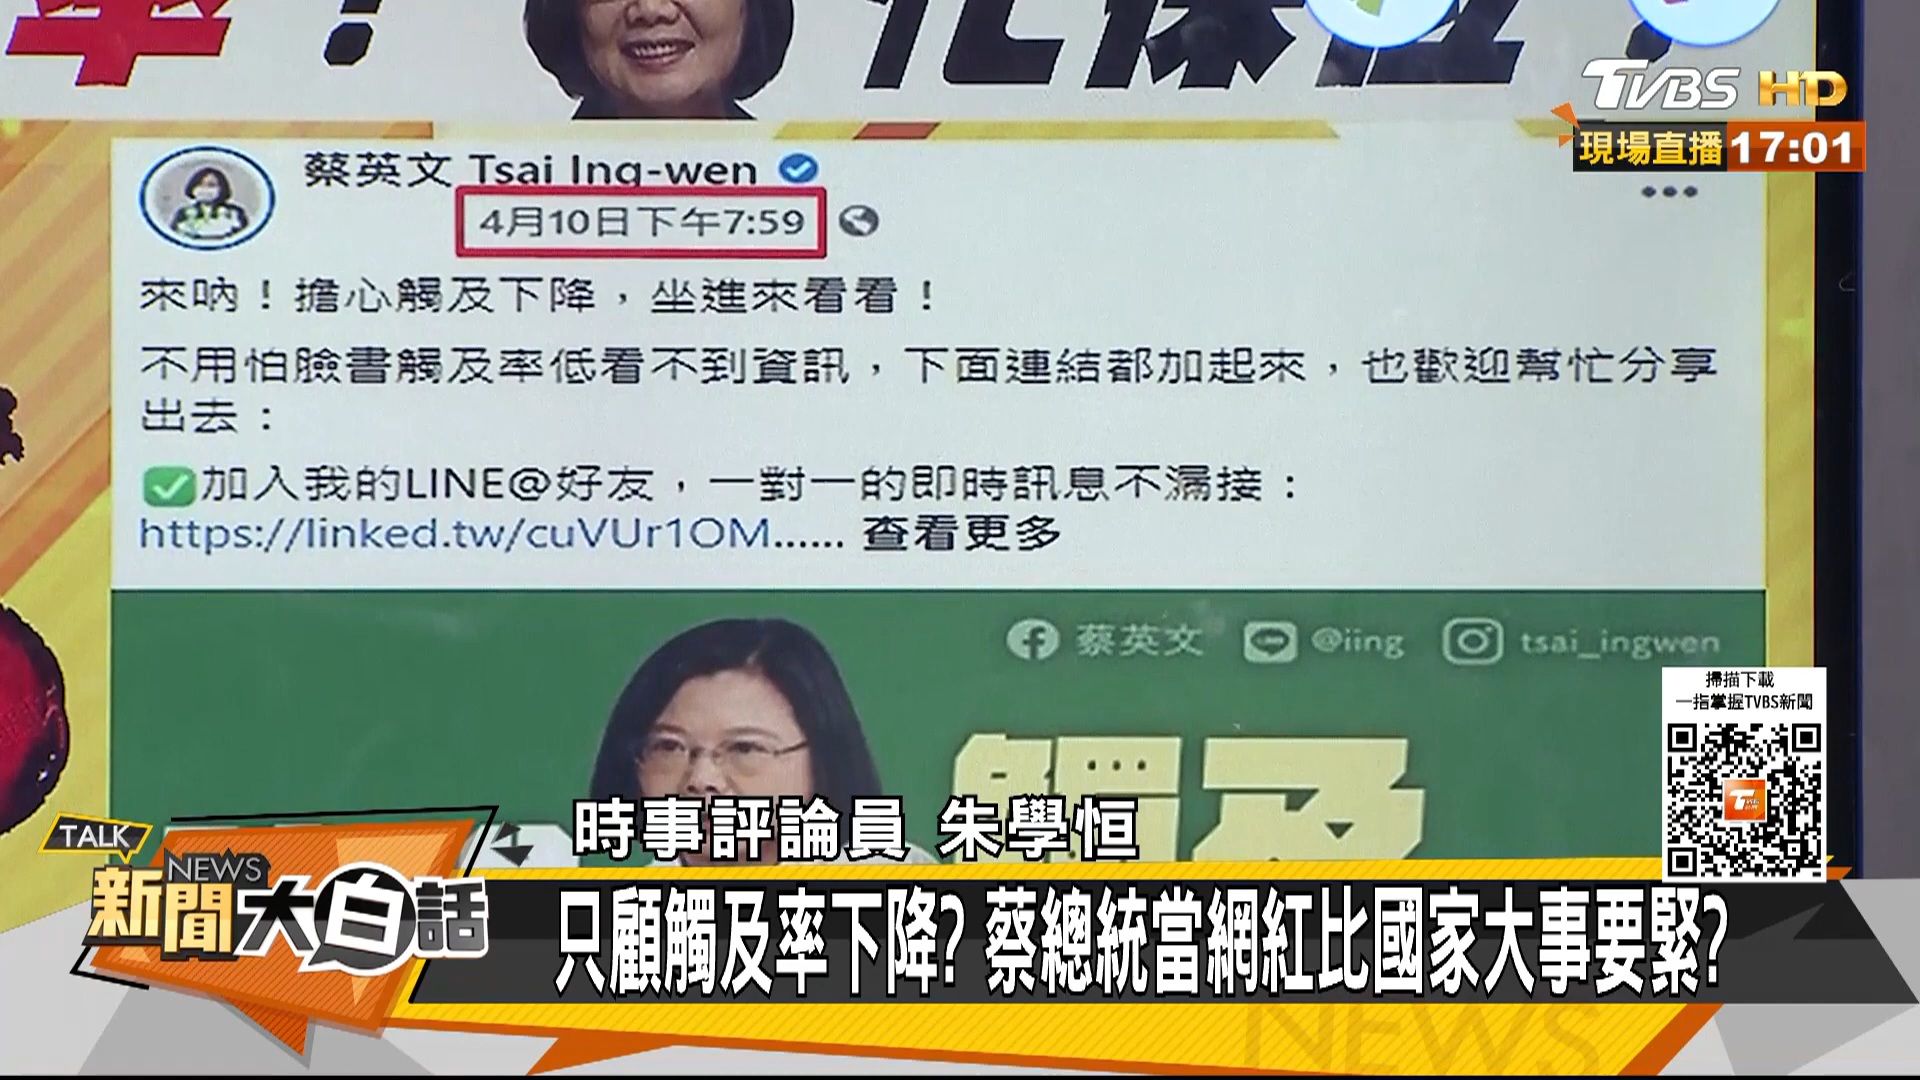 率!
忙保位?
TVBS HD
現場直播 17:01
蔡英文 Tsai Ing-wen
4月10日下午7:59
來吶！擔心觸及下降，坐進來看看！
不用怕臉書觸及率低看不到資訊，下面連結都加起來，也歡迎幫忙分享
出去：
✅加入我的LINE@好友，一對一的即時訊息不漏接：
https://linked.tw/cuVUr1OM...... 查看更多
蔡英文 @iing tsai_ingwen
觸及
掃描下載
一指掌握TVBS新聞
時事評論員 朱學恒
TALK
NEWS
新聞大白話
只顧觸及率下降? 蔡總統當網紅比國家大事要緊?
NEWS